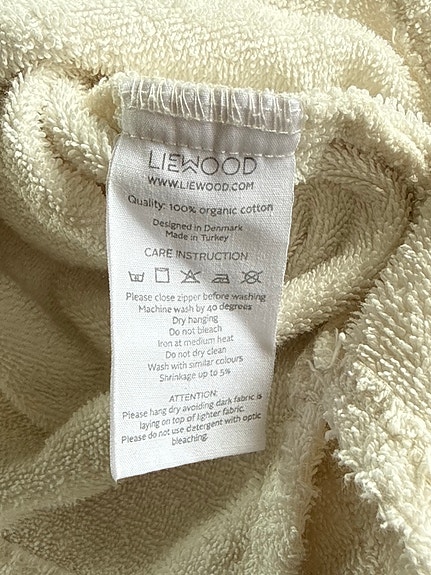 LIEWOOD
WWW.LIEWOOD.COM
Quality: 100% organic cotton
Designed in Denmark
Made in Turkey
CARE INSTRUCTION
Please close zipper before washing
Machine wash by 40 degrees
Dry hanging
Do not bleach
Iron at medium heat
Do not dry clean
Wash with similar colours
Shrinkage up to 5%
ATTENTION:
Please hang dry avoiding dark fabric is
laying on top of lighter fabric.
Please do not use detergent with optic
bleaching.